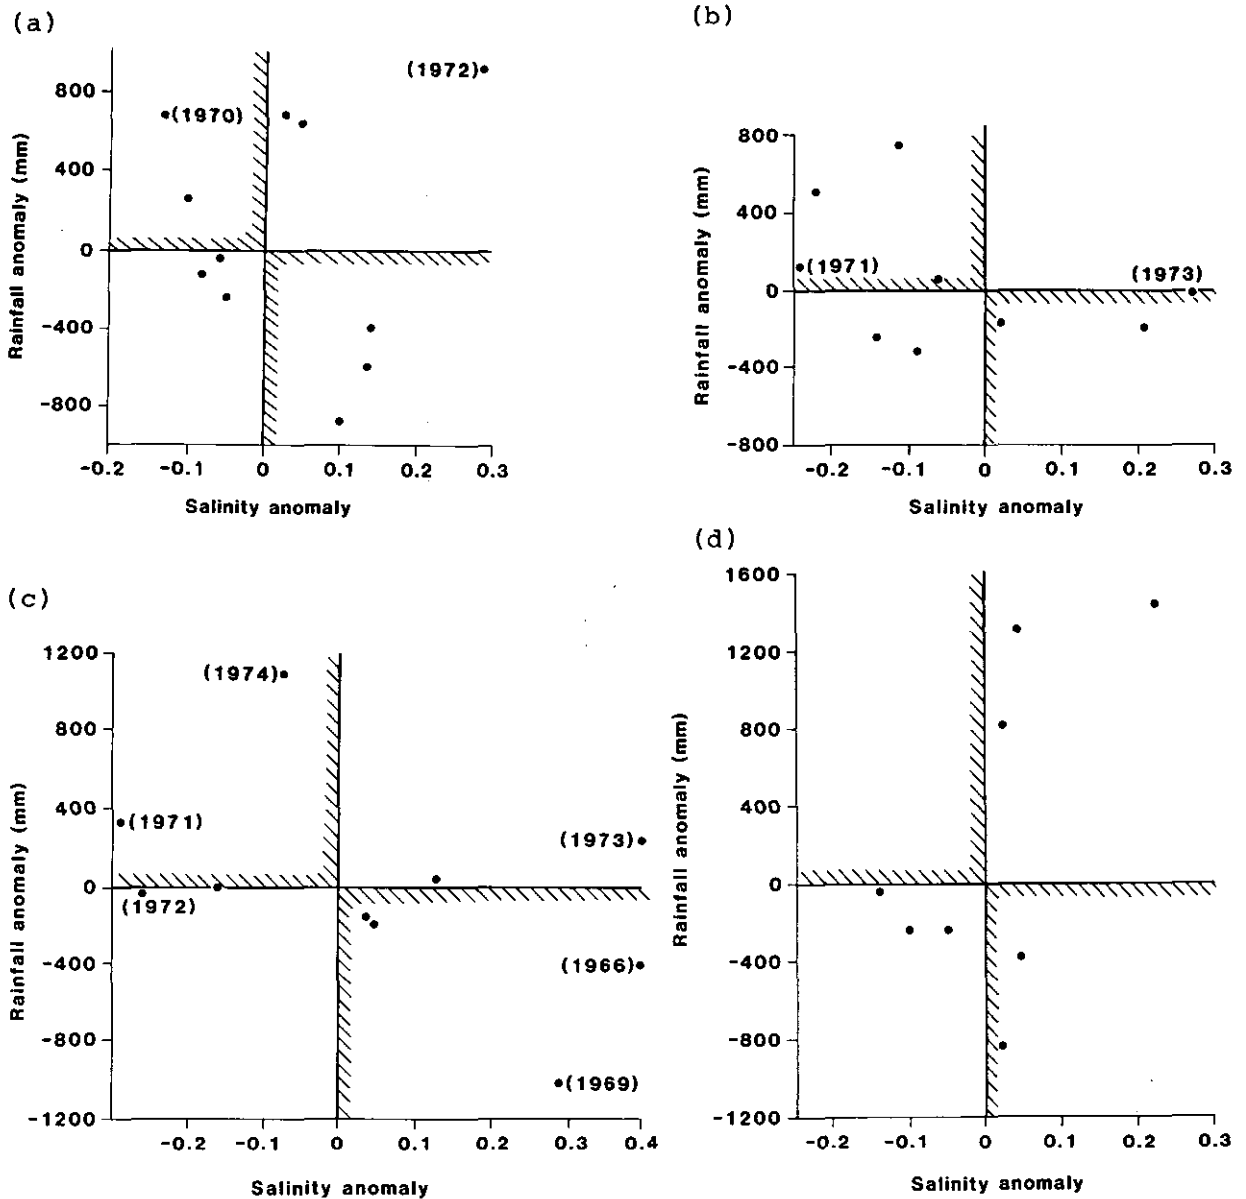 (a)
Rainfall anomaly (mm)
800
400
0
-400
-800
(1972)
(1970)
-0.2 -0.1 0 0.1 0.2 0.3
Salinity anomaly
(b)
Rainfall anomaly (mm)
800
400
0
-400
-800
(1971)
(1973)
-0.2 -0.1 0 0.1 0.2 0.3
Salinity anomaly
(c)
Rainfall anomaly (mm)
1200
800
400
0
-400
-800
-1200
(1974)
(1971)
(1973)
(1972)
(1966)
(1969)
-0.2 -0.1 0 0.1 0.2 0.3 0.4
Salinity anomaly
(d)
Rainfall anomaly (mm)
1600
1200
800
400
0
-400
-800
-1200
-0.2 -0.1 0 0.1 0.2 0.3
Salinity anomaly